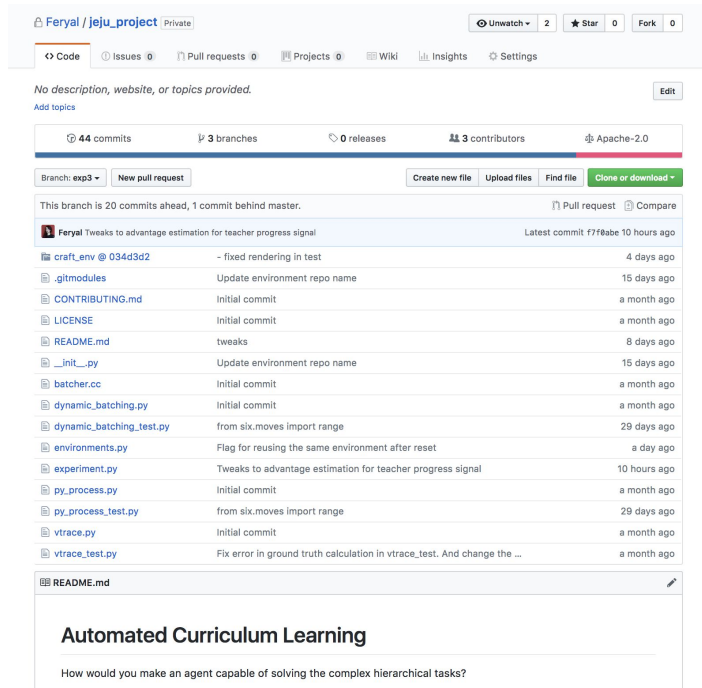 Feryal / jeju_project Private
Unwatch 2 Star 0 Fork 0
Code Issues 0 Pull requests 0 Projects 0 Wiki Insights Settings
No description, website, or topics provided. Edit
Add topics
44 commits 3 branches 0 releases 3 contributors Apache-2.0
Branch: exp3 New pull request Create new file Upload files Find file Clone or download
This branch is 20 commits ahead, 1 commit behind master. Pull request Compare
Feryal Tweaks to advantage estimation for teacher progress signal Latest commit f7f0abe 10 hours ago
craft_env @ 034d3d2 - fixed rendering in test 4 days ago
.gitmodules Update environment repo name 15 days ago
CONTRIBUTING.md Initial commit a month ago
LICENSE Initial commit a month ago
README.md tweaks 8 days ago
__init__.py Update environment repo name 15 days ago
batcher.cc Initial commit a month ago
dynamic_batching.py Initial commit a month ago
dynamic_batching_test.py from six.moves import range 29 days ago
environments.py Flag for reusing the same environment after reset a day ago
experiment.py Tweaks to advantage estimation for teacher progress signal 10 hours ago
py_process.py Initial commit a month ago
py_process_test.py from six.moves import range 29 days ago
vtrace.py Initial commit a month ago
vtrace_test.py Fix error in ground truth calculation in vtrace_test. And change the ... a month ago
README.md
Automated Curriculum Learning
How would you make an agent capable of solving the complex hierarchical tasks?